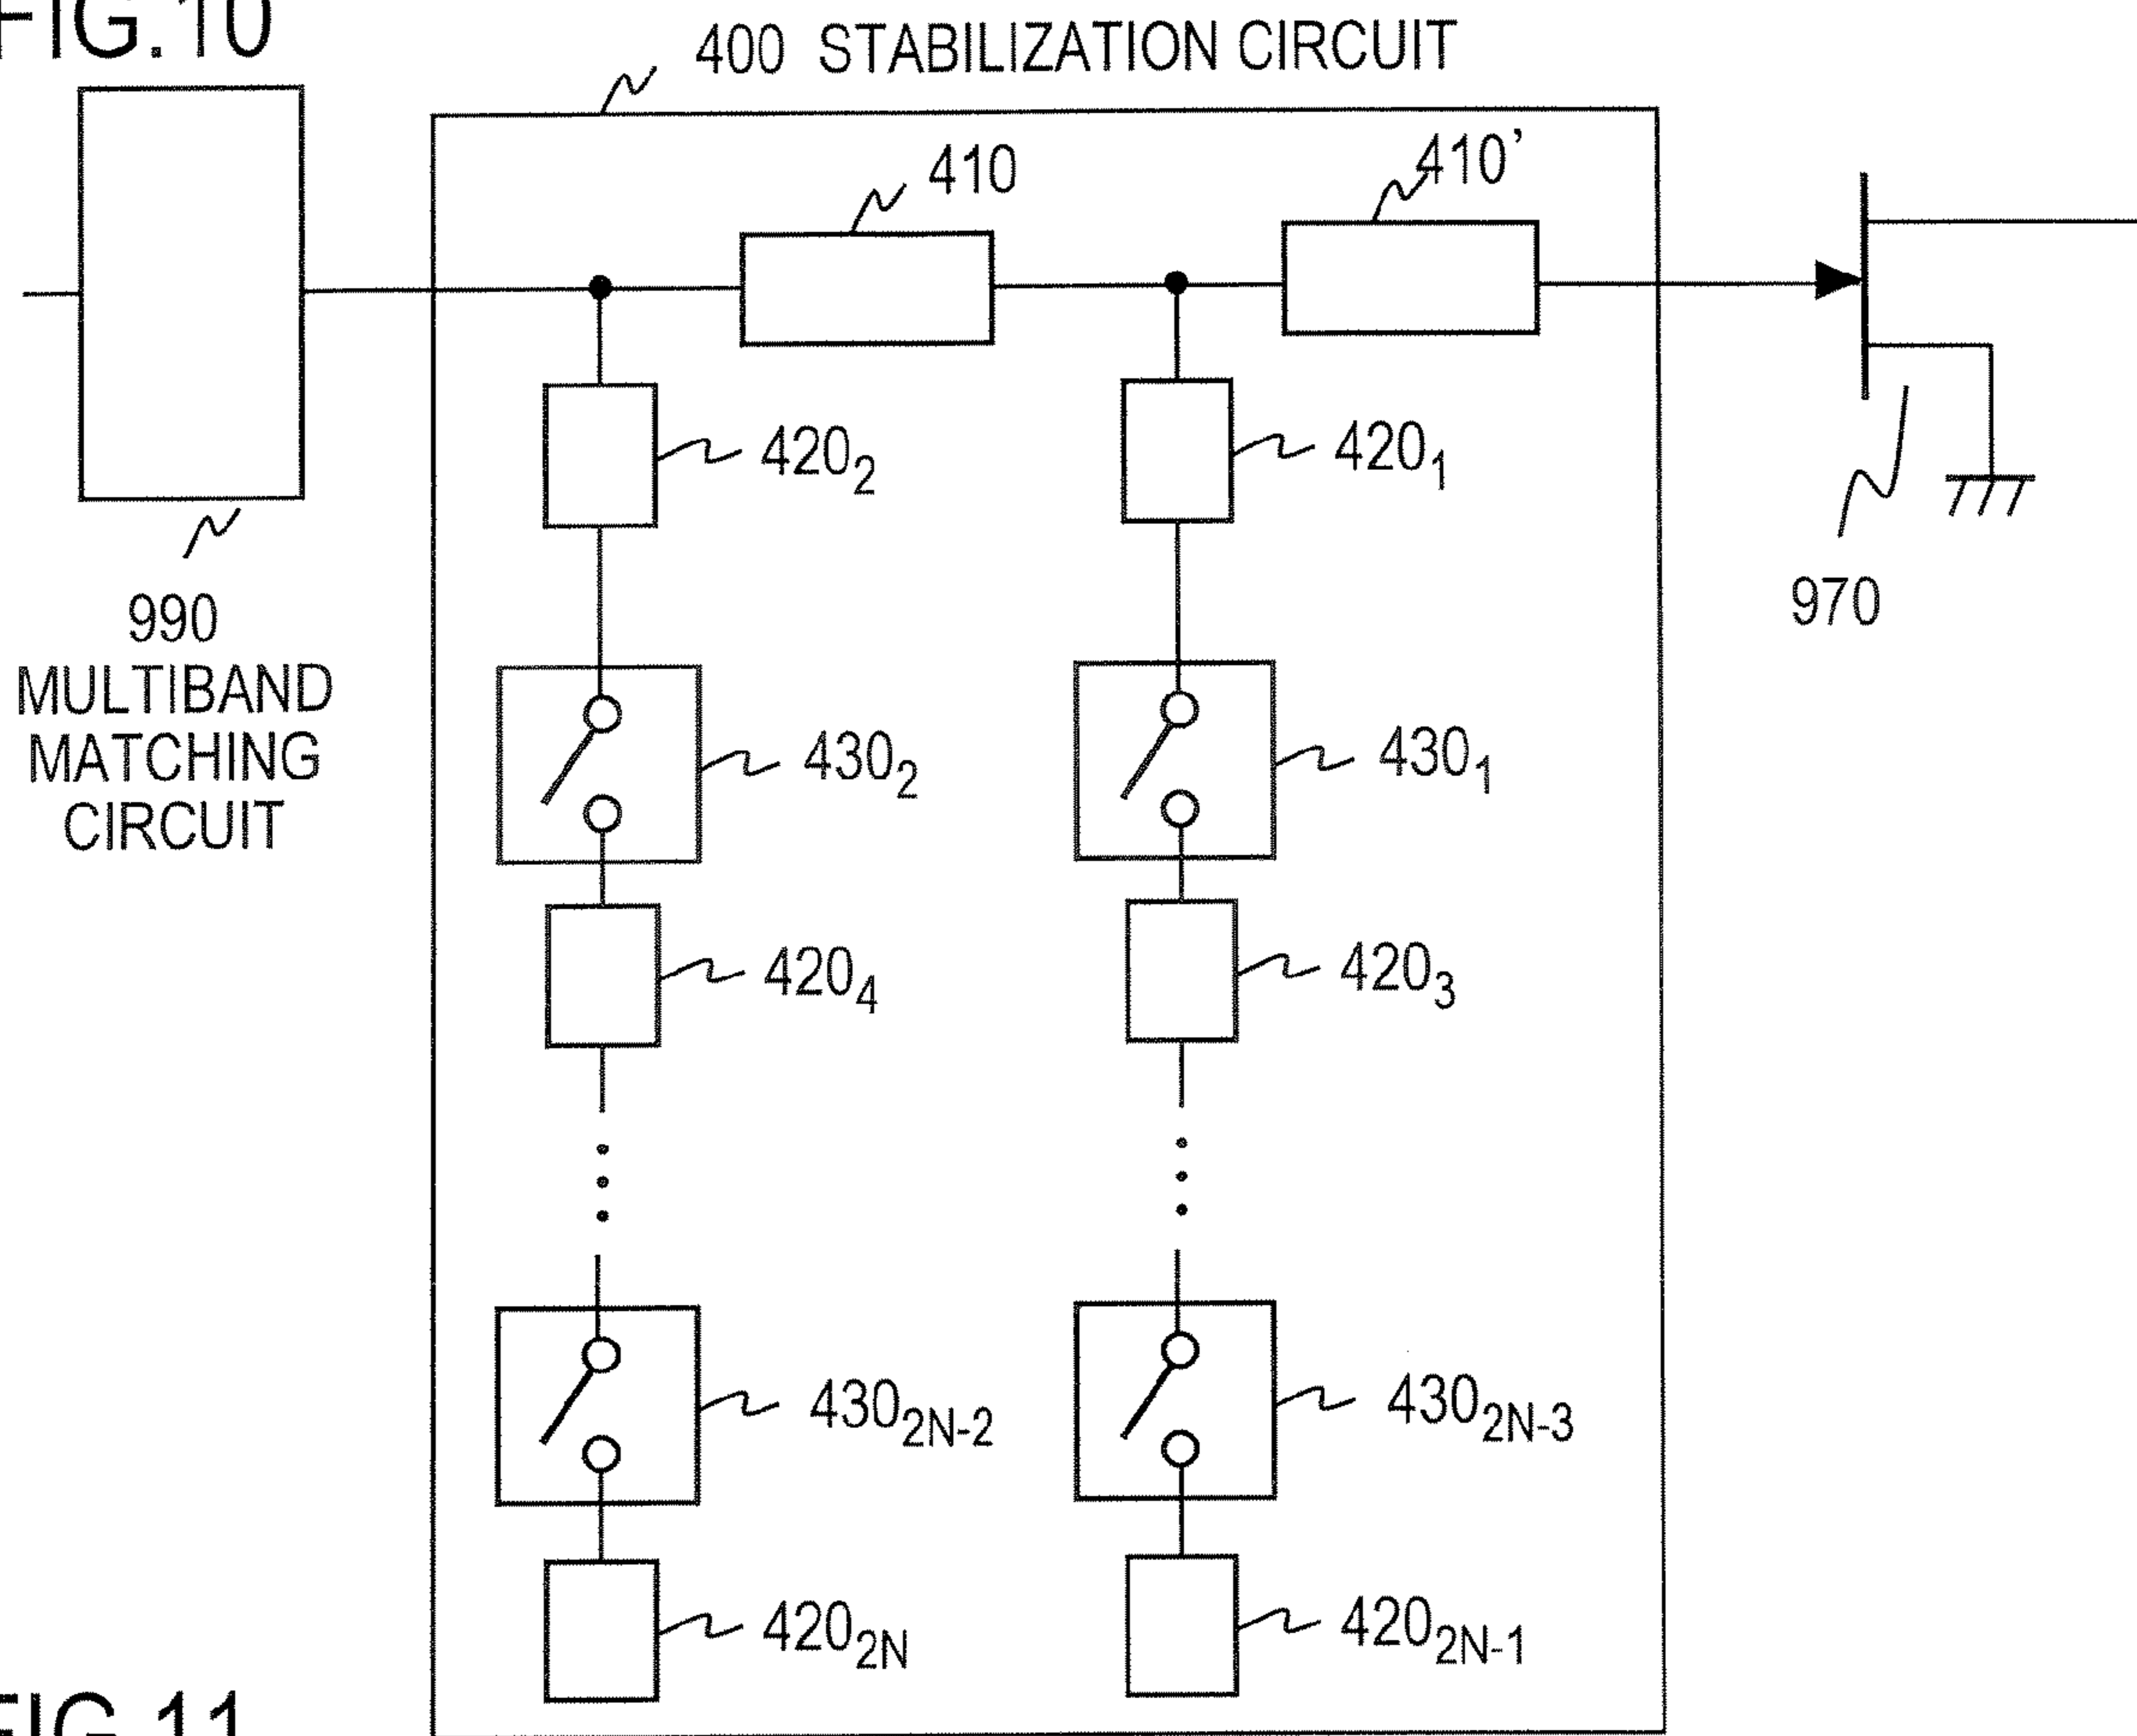 FIG.10
400 STABILIZATION CIRCUIT
410
410’
420₂
420₁
990
MULTIBAND
MATCHING
CIRCUIT
970
430₂
430₁
420₄
420₃
430₂N-₂
430₂N-₃
420₂N
420₂N-₁
FIG.11